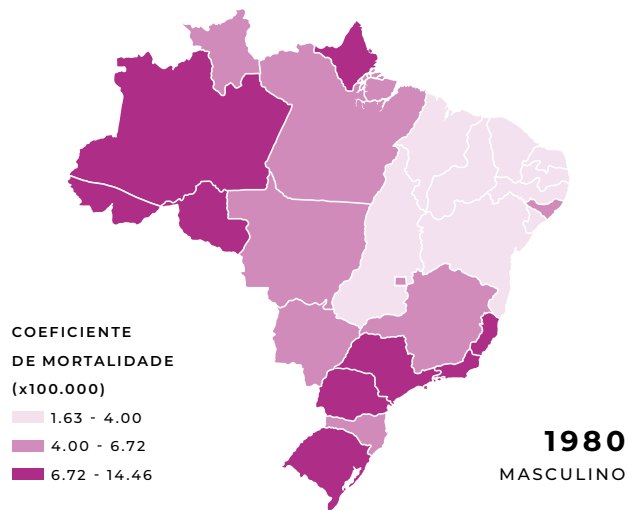 COEFICIENTE
DE MORTALIDADE
(x100.000)
1.63 - 4.00
4.00 - 6.72
6.72 - 14.46
1980
MASCULINO